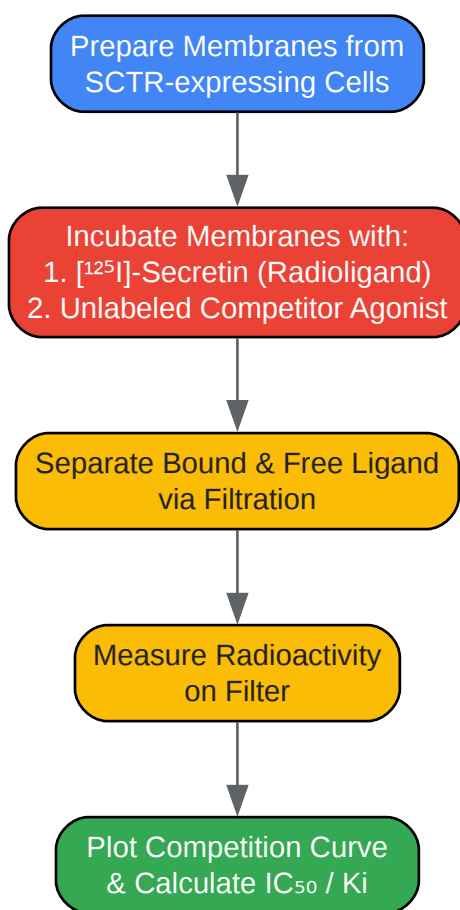 Prepare Membranes from
SCTR-expressing Cells
Incubate Membranes with:
1. [¹²⁵I]-Secretin (Radioligand)
2. Unlabeled Competitor Agonist
Separate Bound & Free Ligand
via Filtration
Measure Radioactivity
on Filter
Plot Competition Curve
& Calculate IC₅₀ / Ki